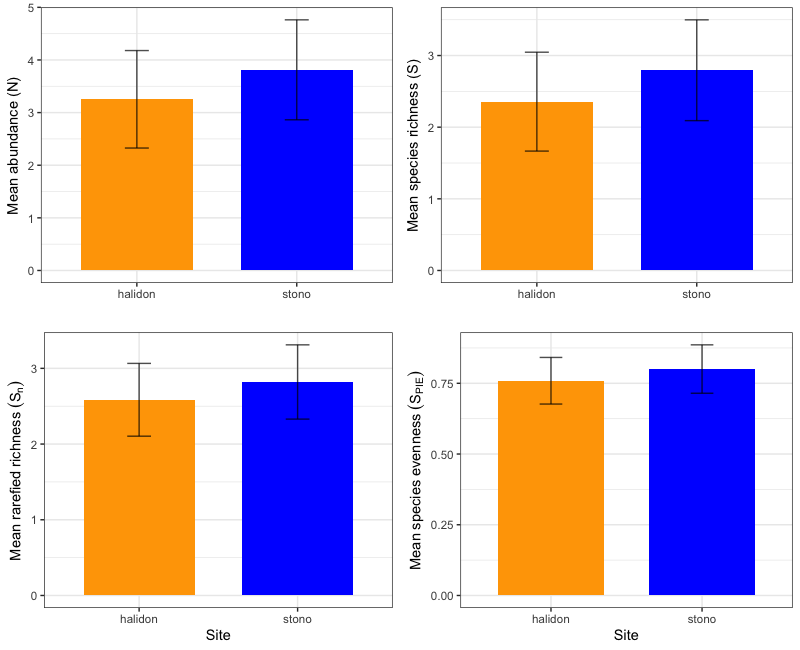 Mean abundance (N)
5
4
3
2
1
0
halidon stono
Mean species richness (S)
3
2
1
0
halidon stono
Mean rarefied richness (Sn)
3
2
1
0
halidon stono
Site
Mean species evenness (SPIE)
0.75
0.50
0.25
0.00
halidon stono
Site